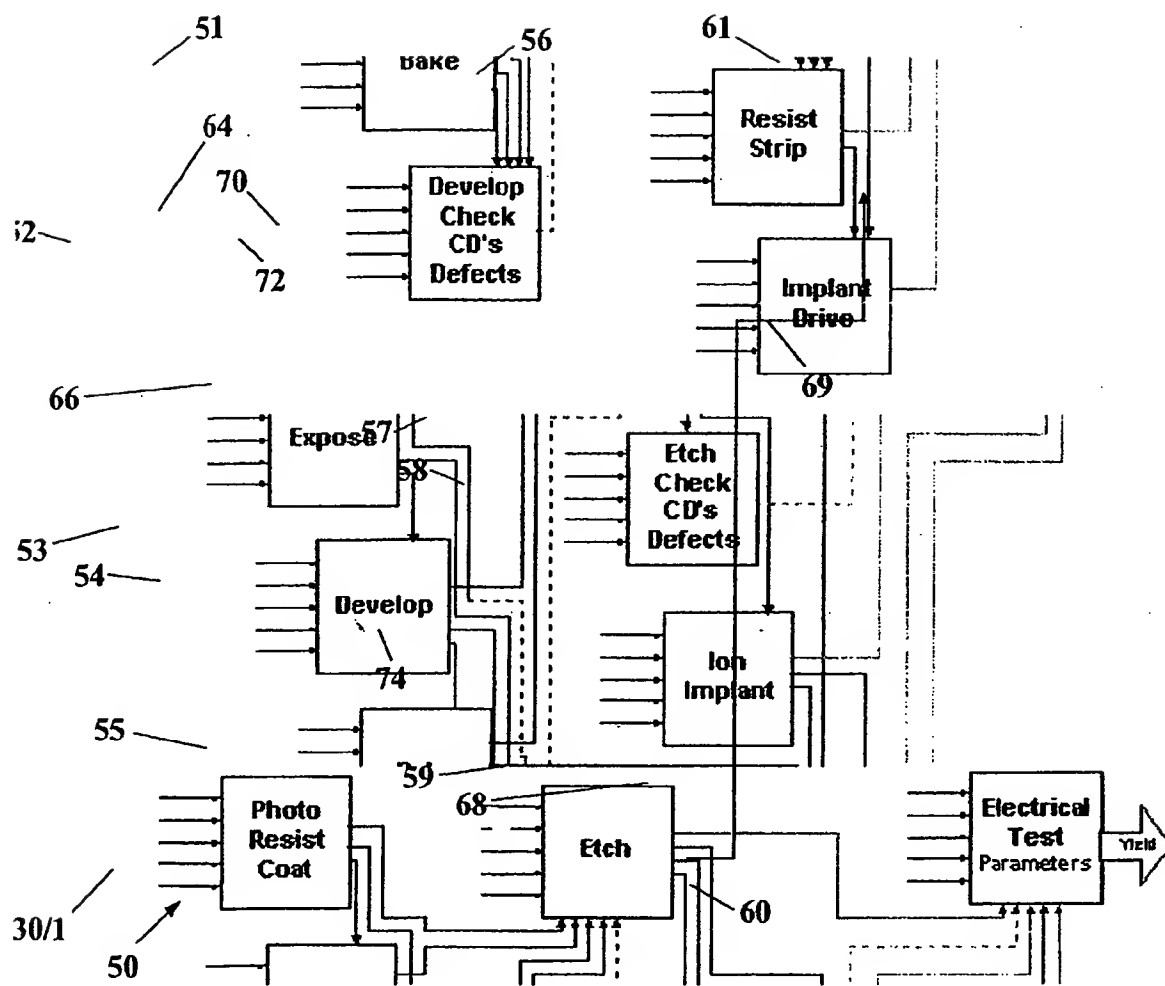 51
Bake
56
61
Resist
Strip
64
70
52
72
Develop
Check
CD's
Defects
Implant
Drive
69
66
Expose
57
58
Etch
Check
CD's
Defects
53
54
Develop
74
Ion
Implant
55
59
68
Photo
Resist
Coat
Etch
Electrical
Test
Parameters
Yield
60
30/1
50